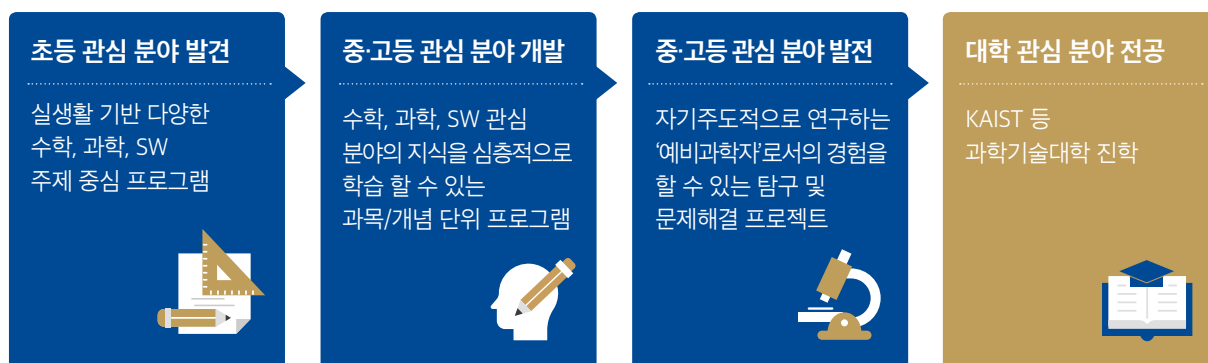 초등 관심 분야 발견
실생활 기반 다양한
수학, 과학, SW
주제 중심 프로그램
중·고등 관심 분야 개발
수학, 과학, SW 관심
분야의 지식을 심층적으로
학습 할 수 있는
과목/개념 단위 프로그램
중·고등 관심 분야 발전
자기주도적으로 연구하는
‘예비과학자’로서의 경험을
할 수 있는 탐구 및
문제해결 프로젝트
대학 관심 분야 전공
KAIST 등
과학기술대학 진학